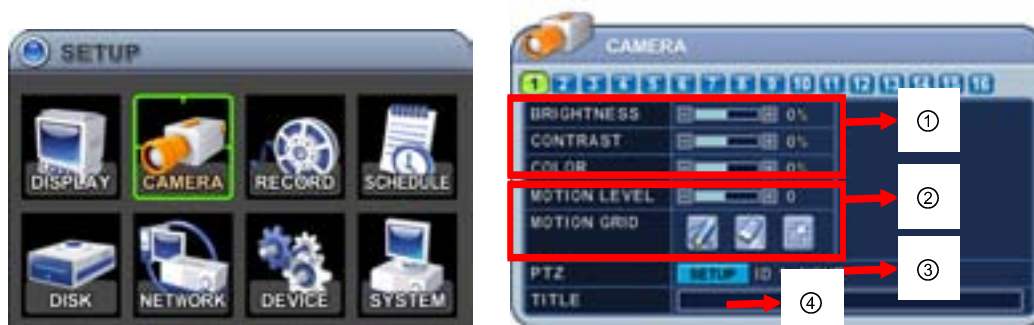 SETUP
DISPLAY CAMERA RECORD SCHEDULE
DISK NETWORK DEVICE SYSTEM
CAMERA
1 2 3 4 5 6 7 8 9 10 11 12 13 14 15 16
BRIGHTNESS 0%
CONTRAST 0%
COLOR 0%
①
MOTION LEVEL 0
MOTION GRID
②
PTZ SETUP ID
③
TITLE
④